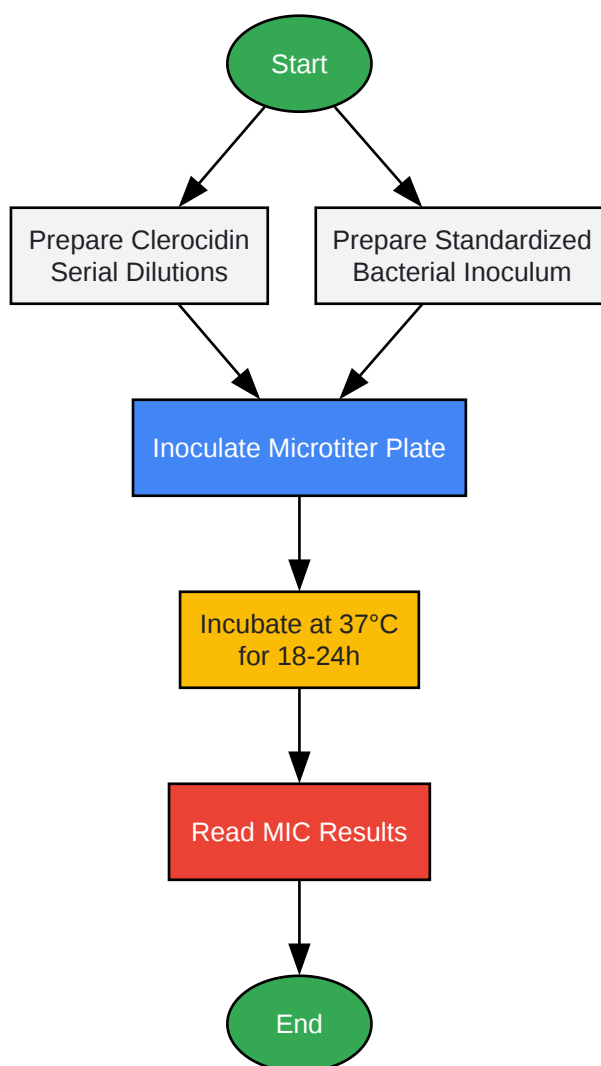 Start
Prepare Clerocidin
Serial Dilutions
Prepare Standardized
Bacterial Inoculum
Inoculate Microtiter Plate
Incubate at 37°C
for 18-24h
Read MIC Results
End